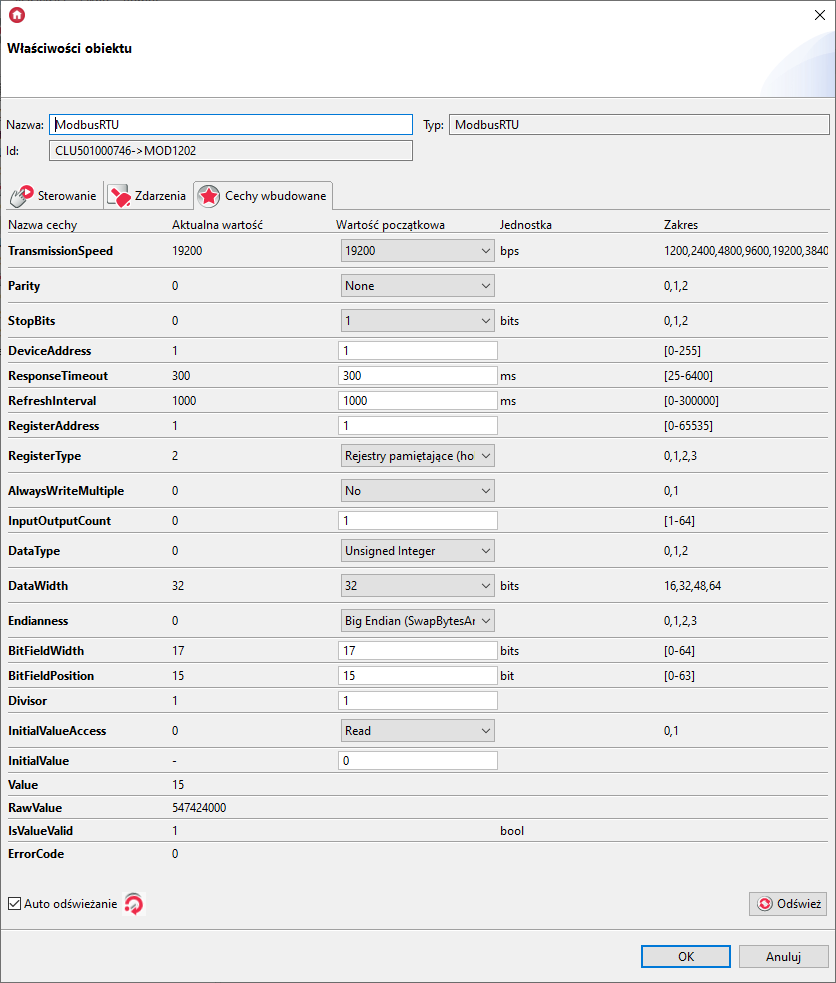 Właściwości obiektu
Nazwa: ModbusRTU Typ: ModbusRTU
Id: CLU501000746->MOD1202
Sterowanie Zdarzenia Cechy wbudowane
Nazwa cechy Aktualna wartość Wartość początkowa Jednostka Zakres
TransmissionSpeed 19200 19200 bps 1200,2400,4800,9600,19200,3840
Parity 0 None 0,1,2
StopBits 0 1 bits 0,1,2
DeviceAddress 1 1 [0-255]
ResponseTimeout 300 300 ms [25-6400]
RefreshInterval 1000 1000 ms [0-300000]
RegisterAddress 1 1 [0-65535]
RegisterType 2 Rejestry pamiętające (ho 0,1,2,3
AlwaysWriteMultiple 0 No 0,1
InputOutputCount 0 1 [1-64]
DataType 0 Unsigned Integer 0,1,2
DataWidth 32 32 bits 16,32,48,64
Endianness 0 Big Endian (SwapBytesAr 0,1,2,3
BitFieldWidth 17 17 bits [0-64]
BitFieldPosition 15 15 bit [0-63]
Divisor 1 1
InitialValueAccess 0 Read 0,1
InitialValue - 0
Value 15
RawValue 547424000
IsValueValid 1 bool
ErrorCode 0
Auto odświeżanie Odśwież
OK Anuluj